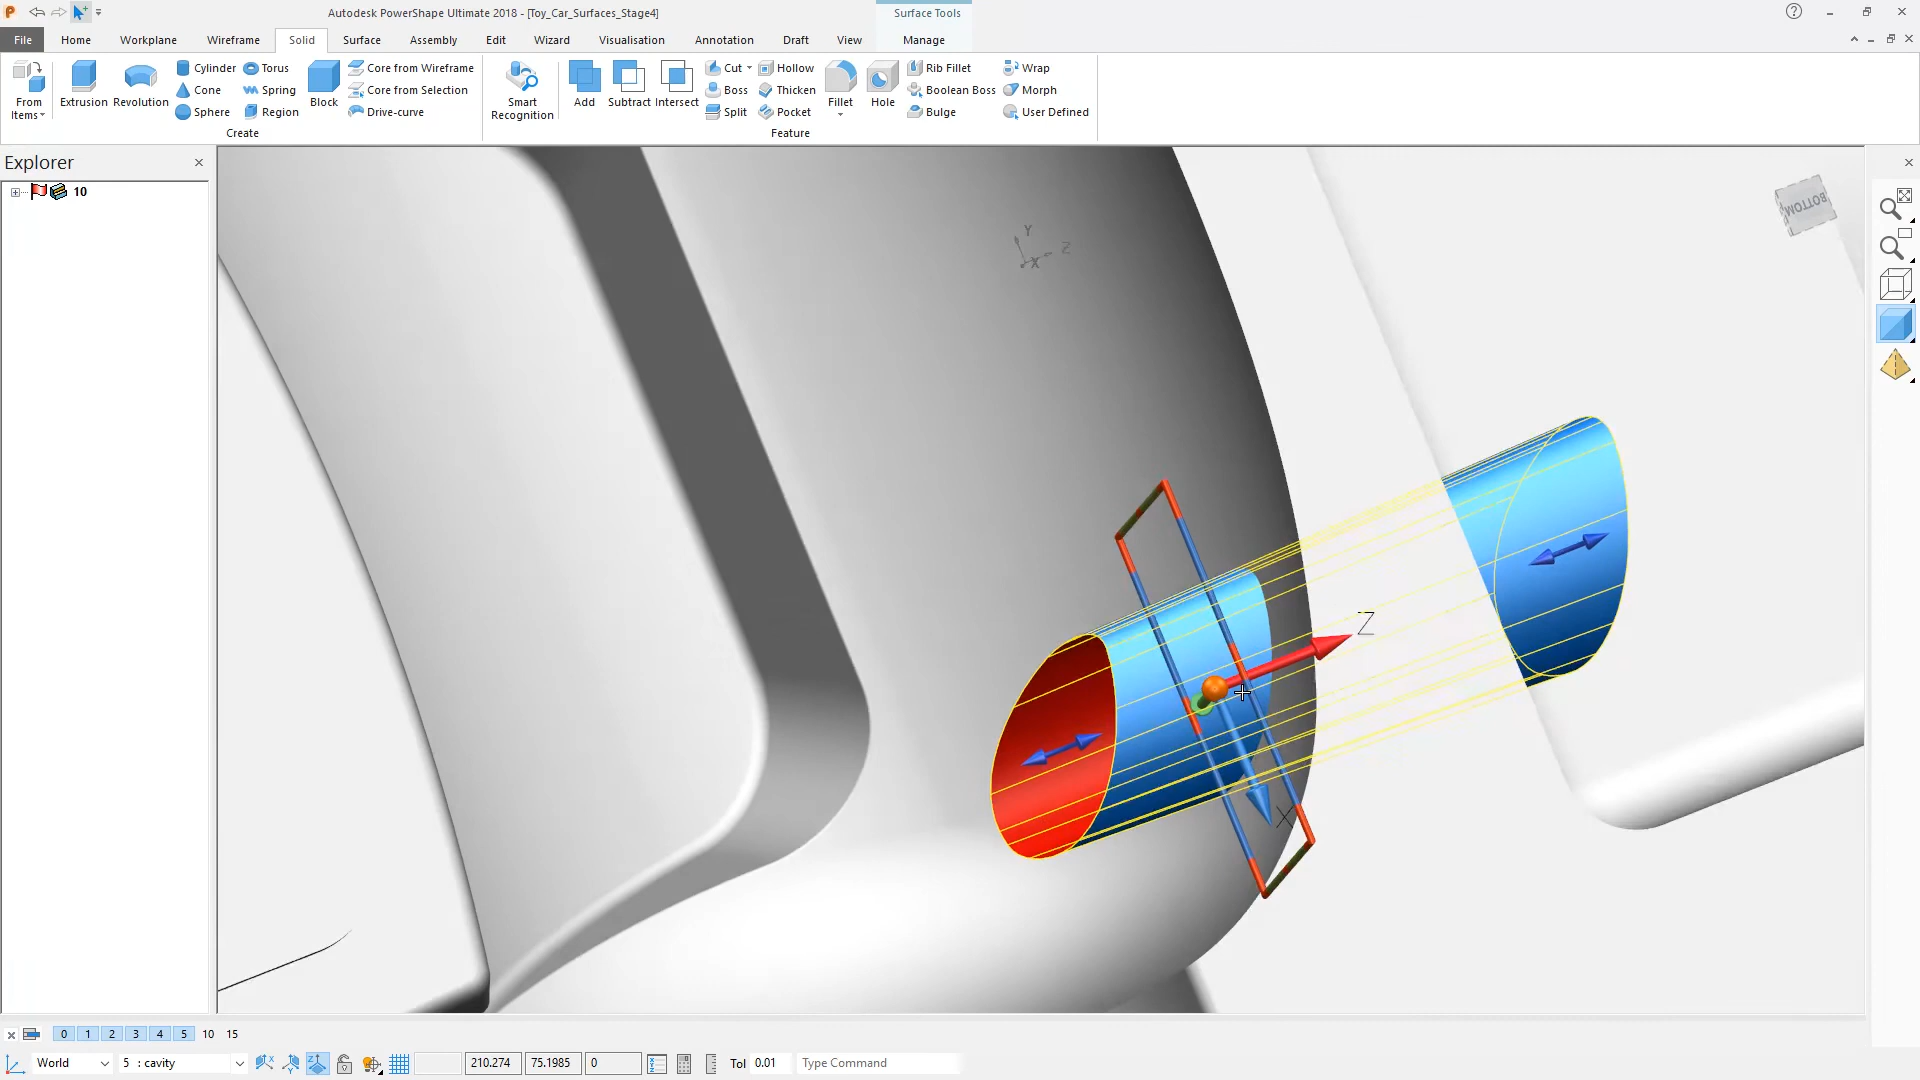 Autodesk PowerShape Ultimate 2018 - [Toy_Car_Surfaces_Stage4]
Surface Tools
File Home Workplane Wireframe Solid Surface Assembly Edit Wizard Visualisation Annotation Draft View Manage
From Items
Extrusion
Revolution
Cylinder
Cone
Sphere
Torus
Spring
Region
Block
Core from Wireframe
Core from Selection
Drive-curve
Create
Smart Recognition
Add
Subtract
Intersect
Cut
Boss
Split
Hollow
Thicken
Pocket
Fillet
Hole
Rib Fillet
Boolean Boss
Bulge
Wrap
Morph
User Defined
Feature
Explorer
10
BOTTOM
Y
Z
X
Z
X
0 1 2 3 4 5 10 15
World 5 : cavity 210.274 75.1985 0 Tol 0.01 Type Command